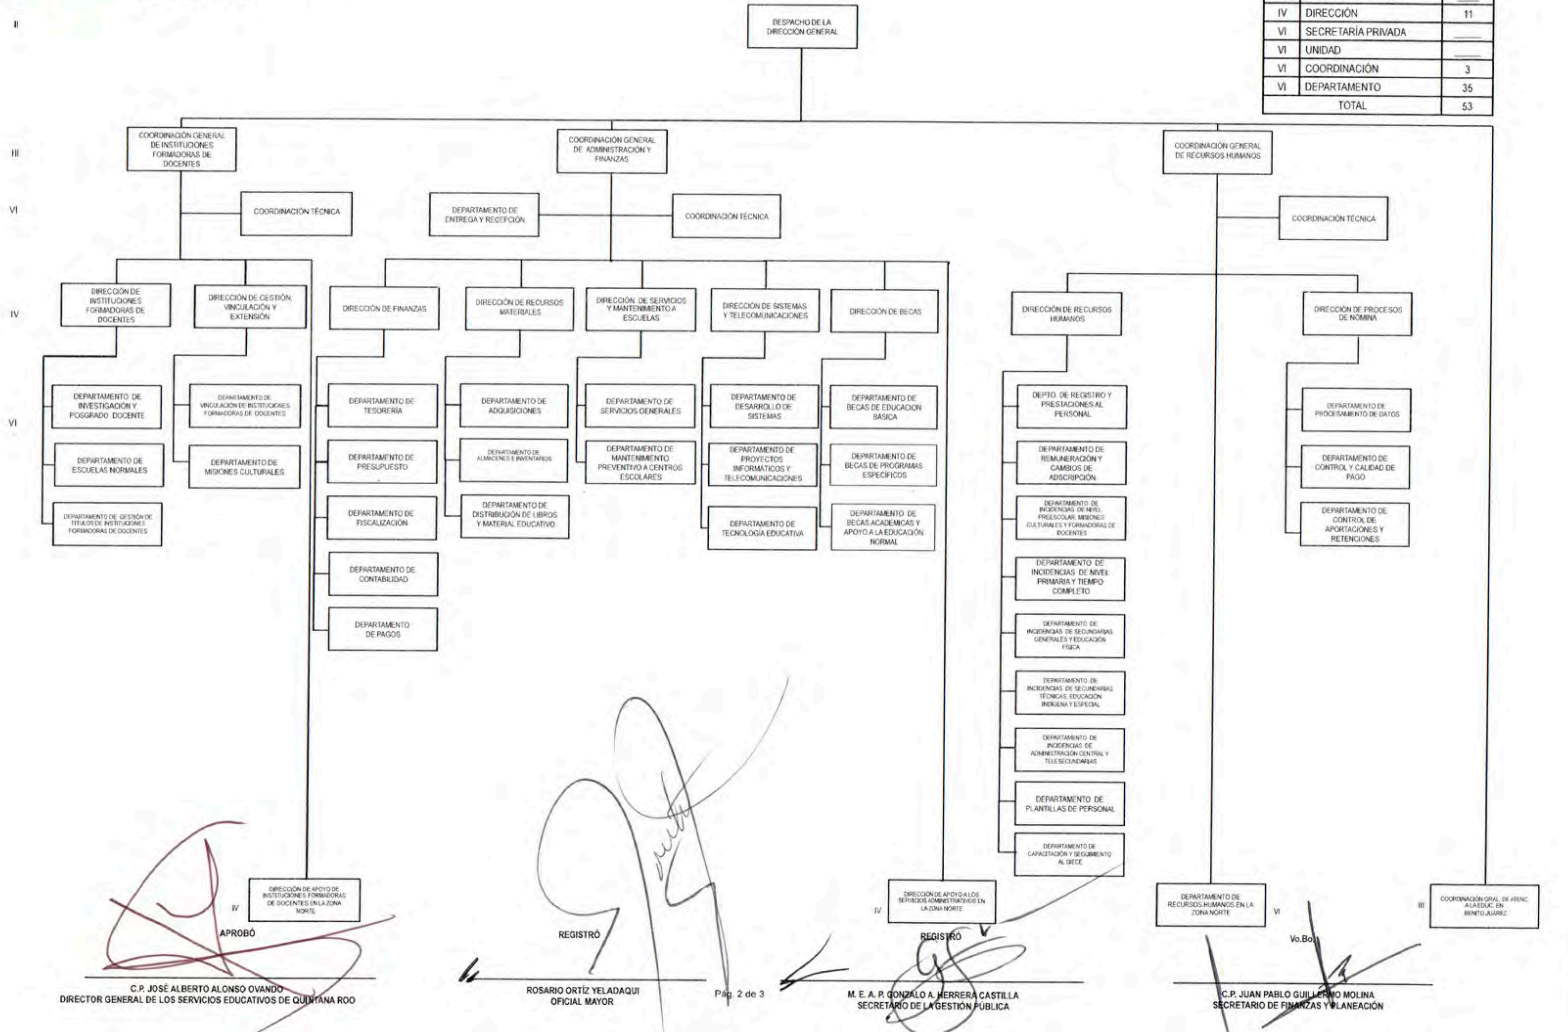 II
DESPACHO DE LA
DIRECCIÓN GENERAL
IV DIRECCIÓN 11
VI SECRETARÍA PRIVADA
VI UNIDAD
VI COORDINACIÓN 3
VI DEPARTAMENTO 35
TOTAL 53
III
COORDINACIÓN GENERAL
DE INSTITUCIONES
FORMADORAS DE
DOCENTES
COORDINACIÓN GENERAL
DE ADMINISTRACIÓN Y
FINANZAS
COORDINACIÓN GENERAL
DE RECURSOS HUMANOS
VI
COORDINACIÓN TÉCNICA
DEPARTAMENTO DE
ENTREGA Y RECEPCIÓN
COORDINACIÓN TÉCNICA
COORDINACIÓN TÉCNICA
IV
DIRECCIÓN DE
INSTITUCIONES
FORMADORAS DE
DOCENTES
DIRECCIÓN DE GESTIÓN,
VINCULACIÓN Y
EXTENSIÓN
DIRECCIÓN DE FINANZAS
DIRECCIÓN DE RECURSOS
MATERIALES
DIRECCIÓN DE SERVICIOS
Y MANTENIMIENTO A
ESCUELAS
DIRECCIÓN DE SISTEMAS
Y TELECOMUNICACIONES
DIRECCIÓN DE BECAS
DIRECCIÓN DE RECURSOS
HUMANOS
DIRECCIÓN DE PROCESOS
DE NÓMINA
VI
DEPARTAMENTO DE
INVESTIGACIÓN Y
POSGRADO DOCENTE
DEPARTAMENTO DE
ESCUELAS NORMALES
DEPARTAMENTO DE GESTIÓN DE
TITULOS DE INSTITUCIONES
FORMADORAS DE DOCENTES
DEPARTAMENTO DE
VINCULACIÓN DE INSTITUCIONES
FORMADORAS DE DOCENTES
DEPARTAMENTO DE
MISIONES CULTURALES
DEPARTAMENTO DE
TESORERÍA
DEPARTAMENTO DE
PRESUPUESTO
DEPARTAMENTO DE
FISCALIZACIÓN
DEPARTAMENTO DE
CONTABILIDAD
DEPARTAMENTO
DE PAGOS
DEPARTAMENTO DE
ADQUISICIONES
DEPARTAMENTO DE
ALMACENES E INVENTARIOS
DEPARTAMENTO DE
DISTRIBUCIÓN DE LIBROS
Y MATERIAL EDUCATIVO
DEPARTAMENTO DE
SERVICIOS GENERALES
DEPARTAMENTO DE
MANTENIMIENTO
PREVENTIVO A CENTROS
ESCOLARES
DEPARTAMENTO DE
DESARROLLO DE
SISTEMAS
DEPARTAMENTO DE
PROYECTOS
INFORMÁTICOS Y
TELECOMUNICACIONES
DEPARTAMENTO DE
TECNOLOGÍA EDUCATIVA
DEPARTAMENTO DE
BECAS DE EDUCACION
BÁSICA
DEPARTAMENTO DE
BECAS DE PROGRAMAS
ESPECÍFICOS
DEPARTAMENTO DE
BECAS ACADEMICAS Y
APOYO A LA EDUCACIÓN
NORMAL
DEPTO. DE REGISTRO Y
PRESTACIONES AL
PERSONAL
DEPARTAMENTO DE
REMUNERACIÓN Y
CAMBIOS DE
ADSCRIPCIÓN
DEPARTAMENTO DE
INCIDENCIAS DE NIVEL
PREESCOLAR, MISIONES
CULTURALES Y FORMADORAS DE
DOCENTES
DEPARTAMENTO DE
INCIDENCIAS DE NIVEL
PRIMARIA Y TIEMPO
COMPLETO
DEPARTAMENTO DE
INCIDENCIAS DE SECUNDARIAS
GENERALES Y EDUCACIÓN
FÍSICA
DEPARTAMENTO DE
INCIDENCIAS DE SECUNDARIAS
TÉCNICAS, EDUCACIÓN
INDÍGENA Y ESPECIAL
DEPARTAMENTO DE
INCIDENCIAS DE
ADMINISTRACIÓN CENTRAL Y
TELESECUNDARIAS
DEPARTAMENTO DE
PLANTILLAS DE PERSONAL
DEPARTAMENTO DE
CAPACITACIÓN Y SEGUIMIENTO
AL SIECE
DEPARTAMENTO DE
PROCESAMIENTO DE DATOS
DEPARTAMENTO DE
CONTROL Y CALIDAD DE
PAGO
DEPARTAMENTO DE
CONTROL DE
APORTACIONES Y
RETENCIONES
IV
DIRECCIÓN DE APOYO DE
INSTITUCIONES FORMADORAS
DE DOCENTES EN LA ZONA
NORTE
IV
DIRECCIÓN DE APOYO A LOS
SERVICIOS ADMINISTRATIVOS EN
LA ZONA NORTE
DEPARTAMENTO DE
RECURSOS HUMANOS EN LA
ZONA NORTE
VI
III
COORDINACIÓN GRAL. DE ATENC.
A LA EDUC. EN
BENITO JUÁREZ
APROBÓ
C.P. JOSÉ ALBERTO ALONSO OVANDO
DIRECTOR GENERAL DE LOS SERVICIOS EDUCATIVOS DE QUINTANA ROO
REGISTRÓ
ROSARIO ORTÍZ YELADAQUI
OFICIAL MAYOR
Pág. 2 de 3
REGISTRÓ
M. E. A. P. GONZALO A. HERRERA CASTILLA
SECRETARIO DE LA GESTIÓN PÚBLICA
Vo.Bo.
C.P. JUAN PABLO GUILLERMO MOLINA
SECRETARIO DE FINANZAS Y PLANEACIÓN